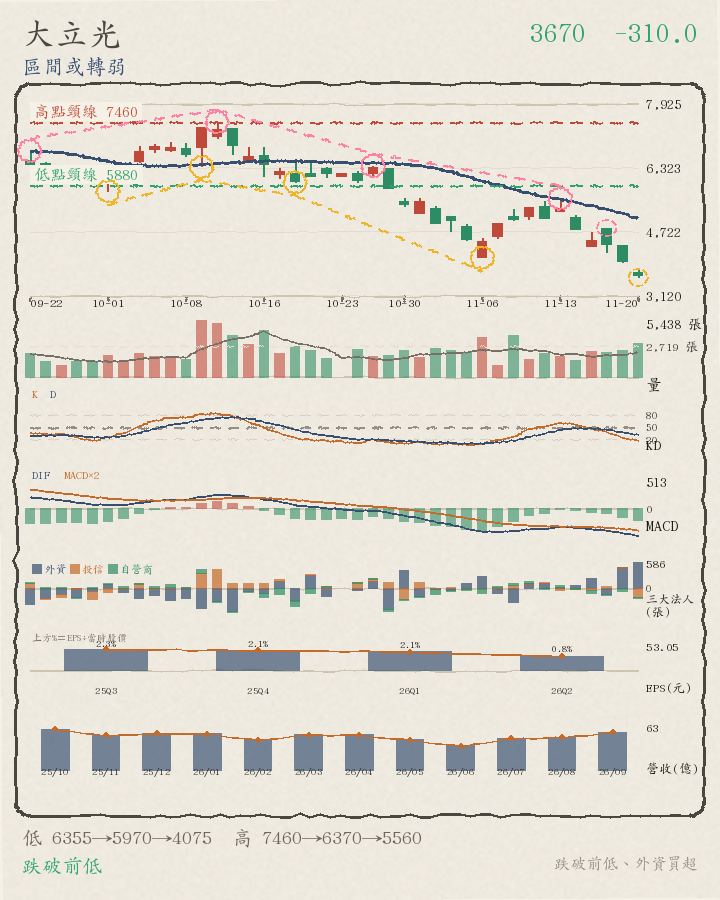 大立光
3670 -310.0
區間或轉弱
高點頸線 7460
低點頸線 5880
7,925
6,323
4,722
3,120
09-22 10-01 10-08 10-16 10-23 10-30 11-06 11-13 11-20
5,438 張
2,719 張
量
K D
80
50
20
KD
DIF MACD×2
513
0
MACD
外資 投信 自營商
586
0
三大法人
(張)
上方%=EPS÷當時股價
2.3% 2.1% 2.1% 0.8%
53.05
25Q3 25Q4 26Q1 26Q2
EPS(元)
63
25/10 25/11 25/12 26/01 26/02 26/03 26/04 26/05 26/06 26/07 26/08 26/09
營收(億)
低 6355→5970→4075 高 7460→6370→5560
跌破前低
跌破前低、外資買超